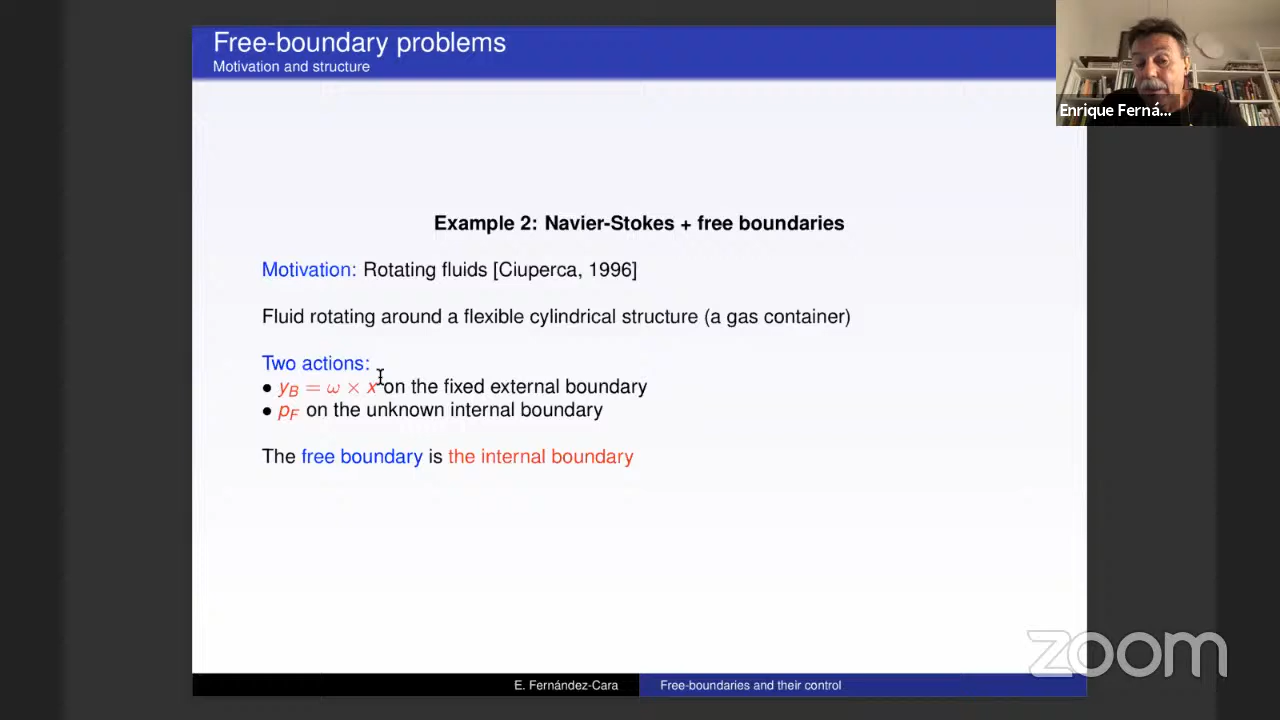 Free-boundary problems
Motivation and structure
Enrique Ferná...
Example 2: Navier-Stokes + free boundaries
Motivation: Rotating fluids [Ciuperca, 1996]
Fluid rotating around a flexible cylindrical structure (a gas container)
Two actions:
• y_B = ω × x on the fixed external boundary
• p_F on the unknown internal boundary
The free boundary is the internal boundary
zoom
E. Fernández-Cara
Free-boundaries and their control